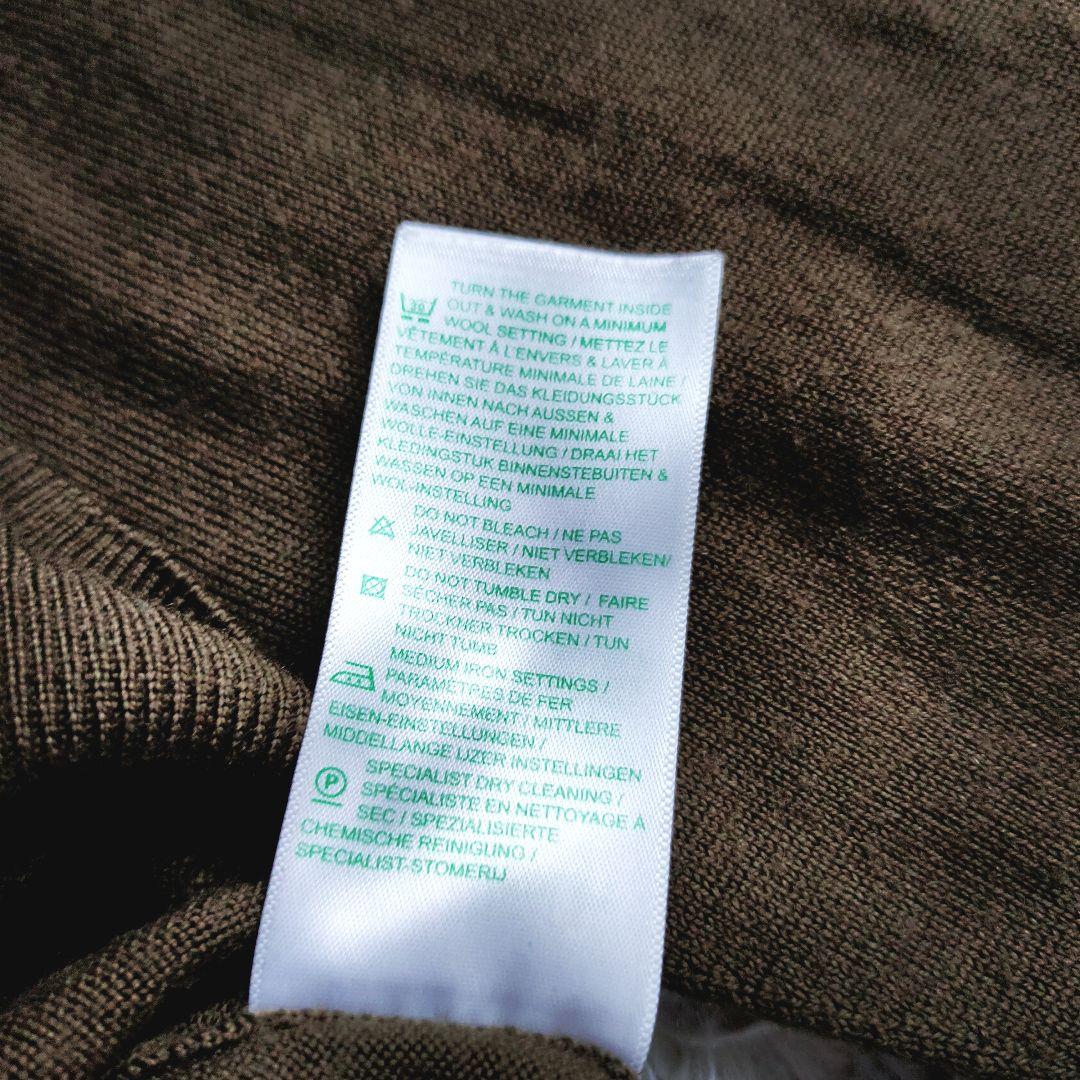 TURN THE GARMENT INSIDE
30 OUT & WASH ON A MINIMUM
WOOL SETTING / METTEZ LE
VÊTEMENT À L'ENVERS & LAVER À
TEMPÉRATURE MINIMALE DE LAINE /
DREHEN SIE DAS KLEIDUNGSSTÜCK
VON INNEN NACH AUSSEN &
WASCHEN AUF EINE MINIMALE
WOLLE-EINSTELLUNG / DRAAI HET
KLEDINGSTUK BINNENSTEBUITEN &
WASSEN OP EEN MINIMALE
WOL-INSTELLING
DO NOT BLEACH / NE PAS
JAVELLISER / NIET VERBLEKEN/
NIET VERBLEKEN
DO NOT TUMBLE DRY / FAIRE
SÉCHER PAS / TUN NICHT
TROCKNER TROCKEN / TUN
NICHT TUMB
MEDIUM IRON SETTINGS /
PARAMÈTRES DE FER
MOYENNEMENT / MITTLERE
EISEN-EINSTELLUNGEN /
MIDDELLANGE IJZER INSTELLINGEN
P SPECIALIST DRY CLEANING /
SPÉCIALISTE EN NETTOYAGE À
SEC / SPEZIALISIERTE
CHEMISCHE REINIGUNG /
SPECIALIST-STOMERIJ